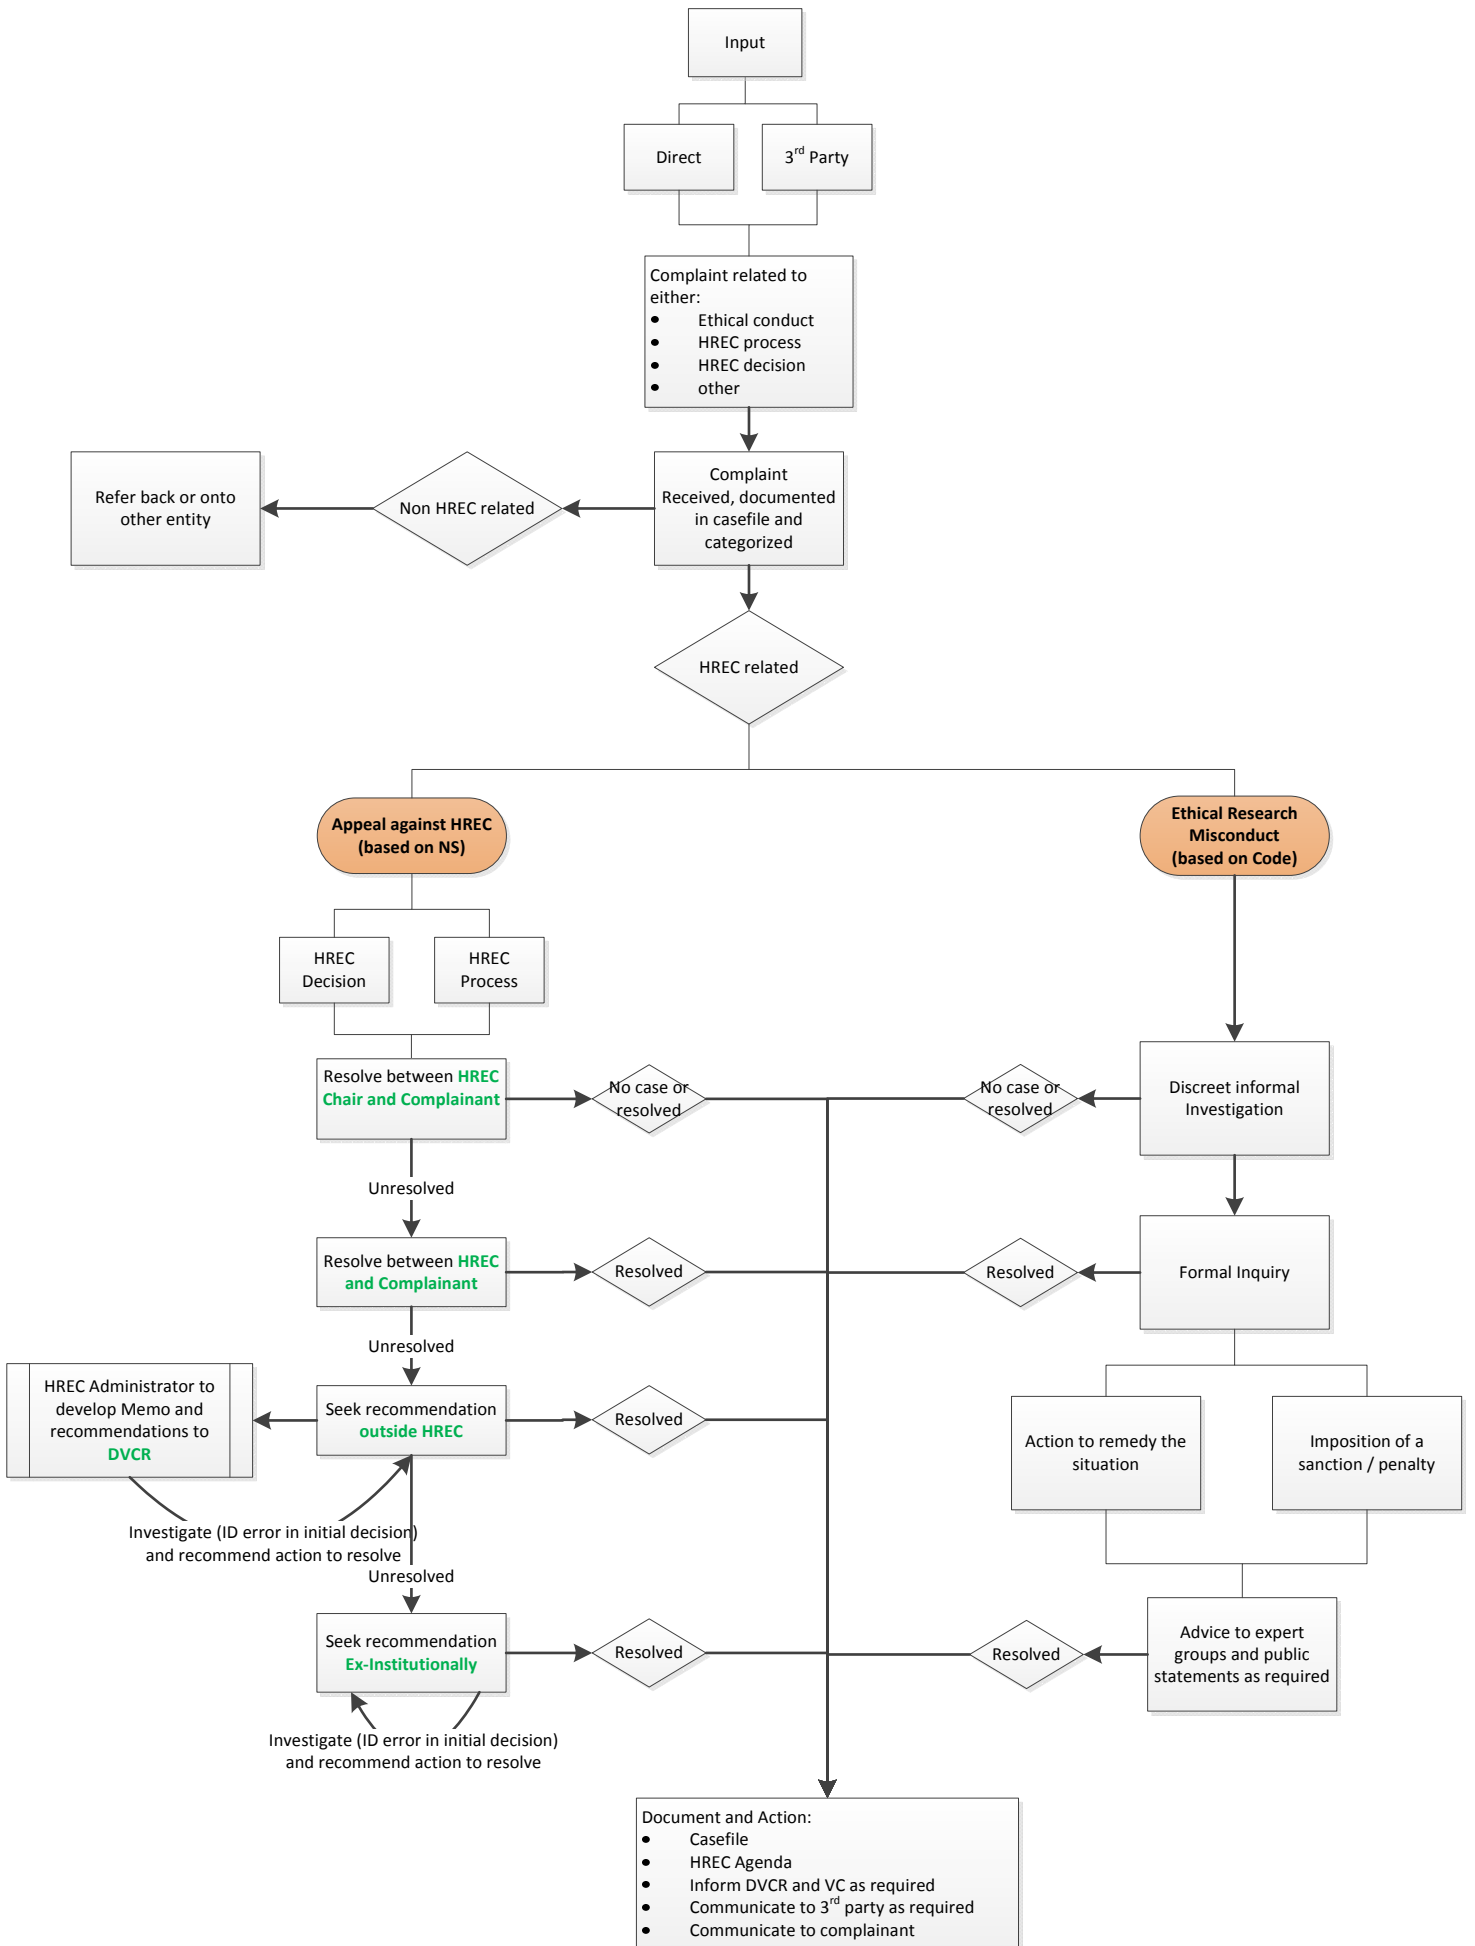 Input
Direct
3rd Party
Complaint related to
either:
• Ethical conduct
• HREC process
• HREC decision
• other
Complaint
Received, documented
in casefile and
categorized
Non HREC related
Refer back or onto
other entity
HREC related
Appeal against HREC
(based on NS)
Ethical Research
Misconduct
(based on Code)
HREC
Decision
HREC
Process
Resolve between HREC
Chair and Complainant
No case or
resolved
No case or
resolved
Discreet informal
Investigation
Unresolved
Resolve between HREC
and Complainant
Resolved
Resolved
Formal Inquiry
Unresolved
HREC Administrator to
develop Memo and
recommendations to
DVCR
Seek recommendation
outside HREC
Resolved
Action to remedy the
situation
Imposition of a
sanction / penalty
Investigate (ID error in initial decision)
and recommend action to resolve
Unresolved
Seek recommendation
Ex-Institutionally
Resolved
Resolved
Advice to expert
groups and public
statements as required
Investigate (ID error in initial decision)
and recommend action to resolve
Document and Action:
• Casefile
• HREC Agenda
• Inform DVCR and VC as required
• Communicate to 3rd party as required
• Communicate to complainant